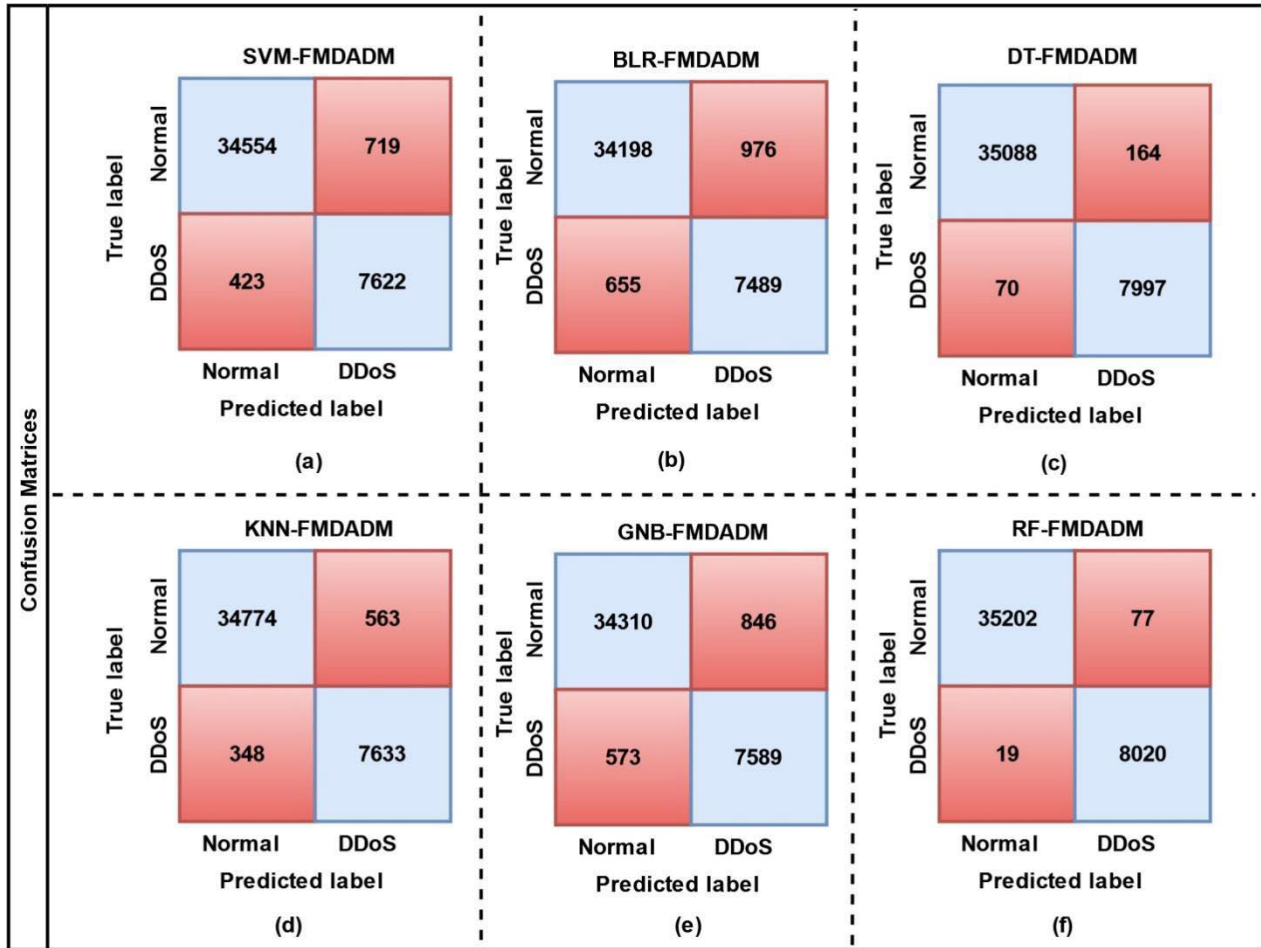 Confusion Matrices
SVM-FMDADM
True label
Normal
DDoS
34554 719
423 7622
Normal DDoS
Predicted label
(a)
BLR-FMDADM
True label
Normal
DDoS
34198 976
655 7489
Normal DDoS
Predicted label
(b)
DT-FMDADM
True label
Normal
DDoS
35088 164
70 7997
Normal DDoS
Predicted label
(c)
KNN-FMDADM
True label
Normal
DDoS
34774 563
348 7633
Normal DDoS
Predicted label
(d)
GNB-FMDADM
True label
Normal
DDoS
34310 846
573 7589
Normal DDoS
Predicted label
(e)
RF-FMDADM
True label
Normal
DDoS
35202 77
19 8020
Normal DDoS
Predicted label
(f)